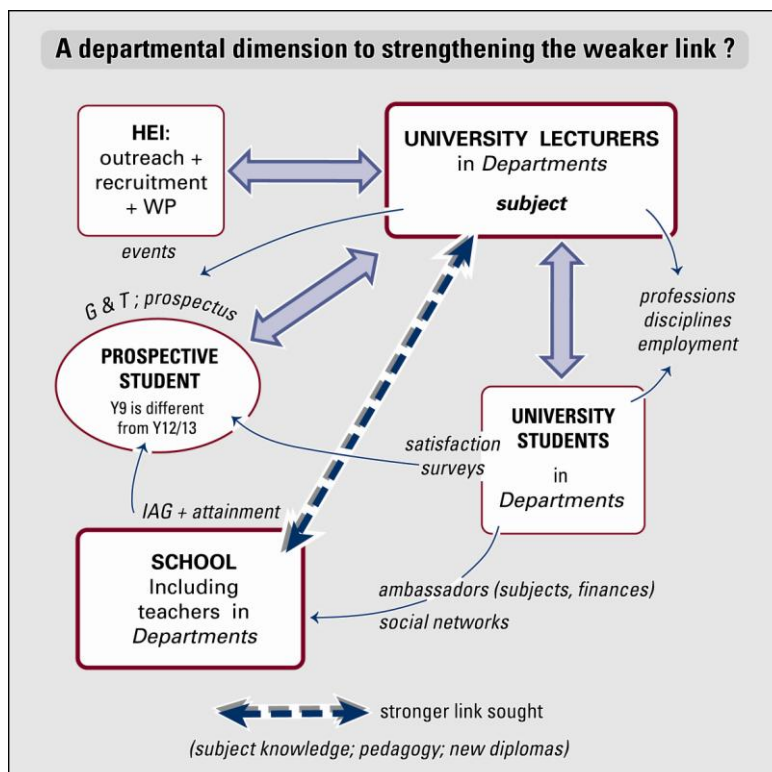 A departmental dimension to strengthening the weaker link ?
HEI:
outreach +
recruitment
+ WP
UNIVERSITY LECTURERS
in Departments
subject
events
G & T ; prospectus
professions
disciplines
employment
PROSPECTIVE
STUDENT
Y9 is different
from Y12/13
UNIVERSITY
STUDENTS
in
Departments
satisfaction
surveys
IAG + attainment
SCHOOL
Including
teachers in
Departments
ambassadors (subjects, finances)
social networks
stronger link sought
(subject knowledge; pedagogy; new diplomas)